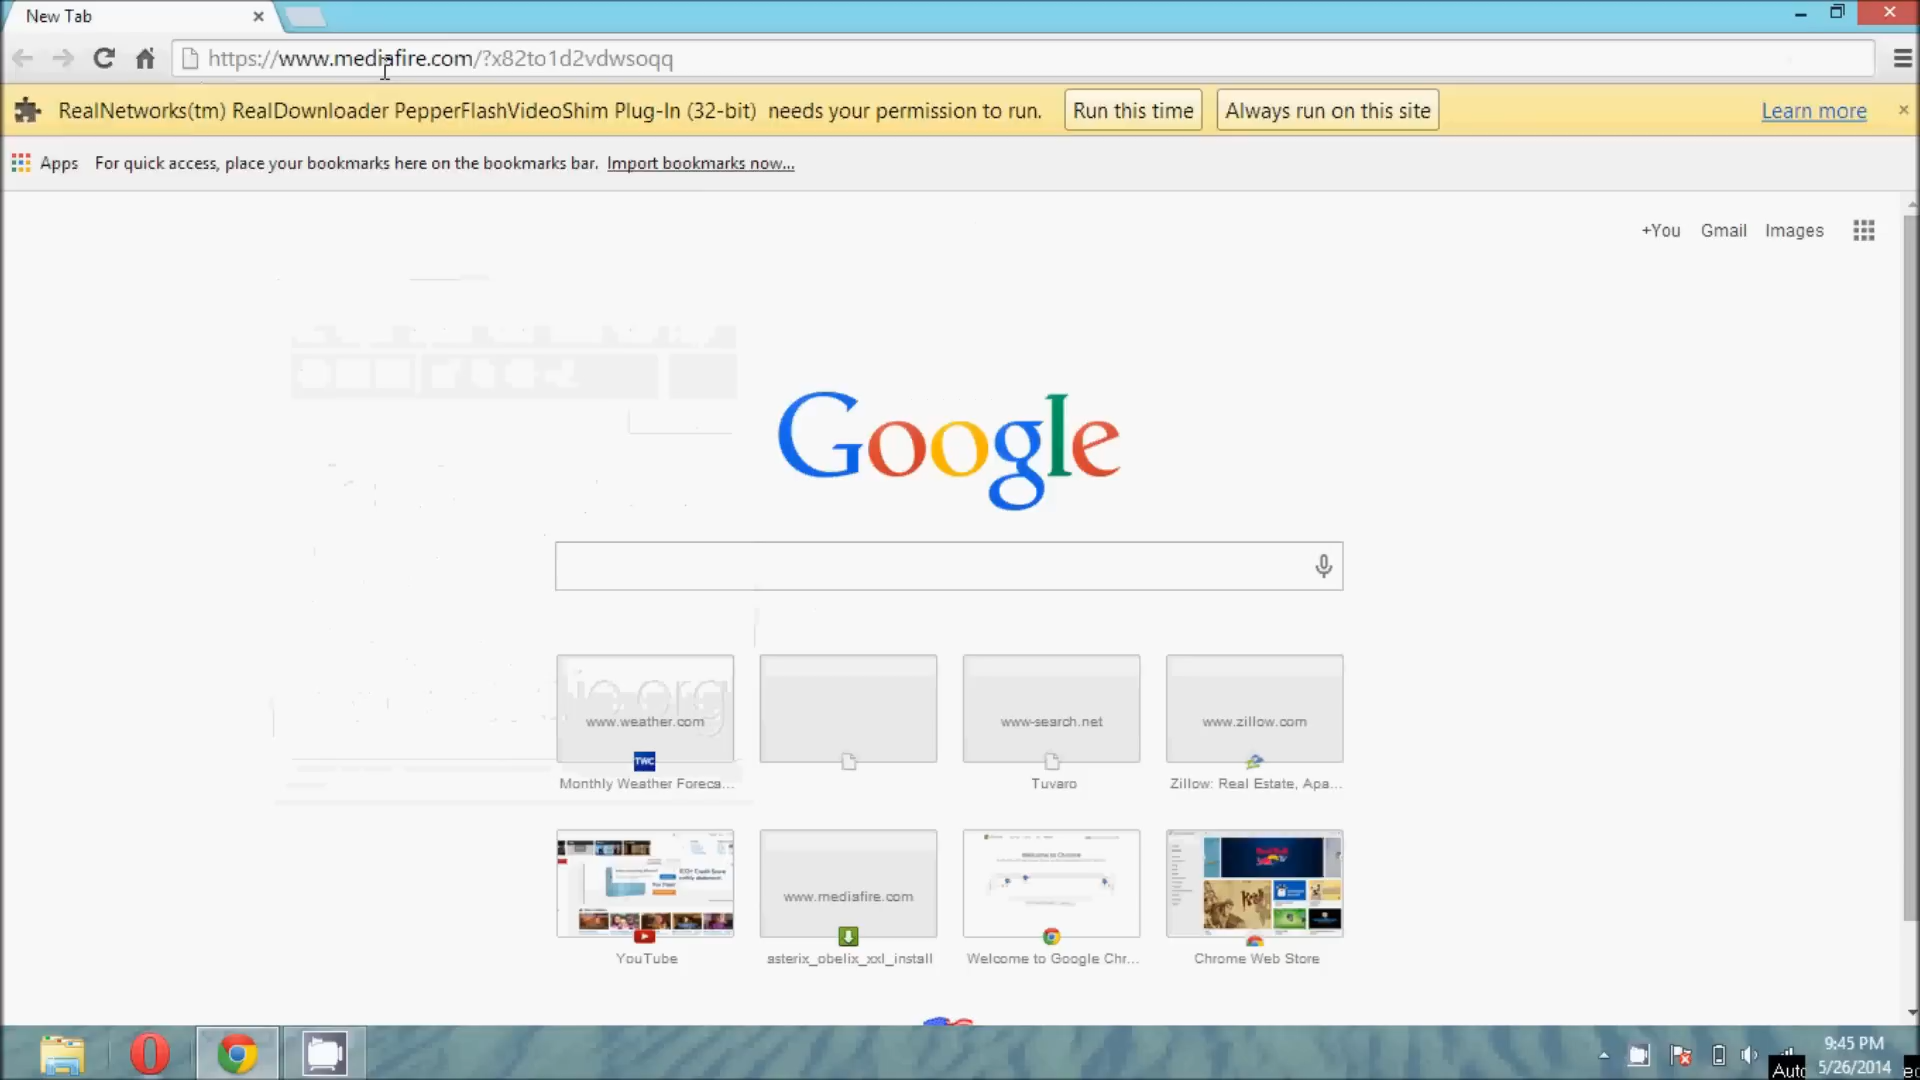 New Tab
https://www.mediafire.com/?x82to1d2vdwsoqq
RealNetworks(tm) RealDownloader PepperFlashVideoShim Plug-In (32-bit) needs your permission to run. Run this time Always run on this site Learn more
Apps For quick access, place your bookmarks here on the bookmarks bar. Import bookmarks now...
+You Gmail Images
Google
www.weather.com www-search.net www.zillow.com
TWC
Monthly Weather Foreca... Tuvaro Zillow: Real Estate, Apa...
Welcome to Chrome
www.mediafire.com
YouTube asterix_obelix_xxl_install Welcome to Google Chr... Chrome Web Store
9:45 PM
5/26/2014
Auto